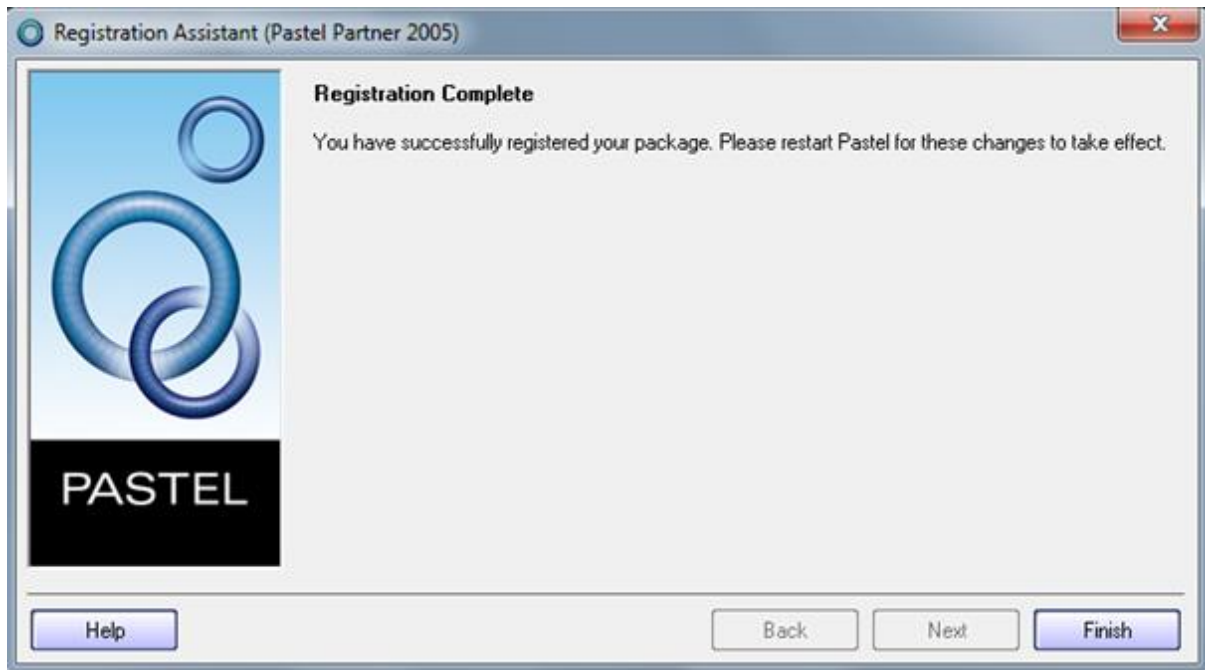 Registration Assistant (Pastel Partner 2005)
Registration Complete
You have successfully registered your package. Please restart Pastel for these changes to take effect.
PASTEL
Help
Back
Next
Finish